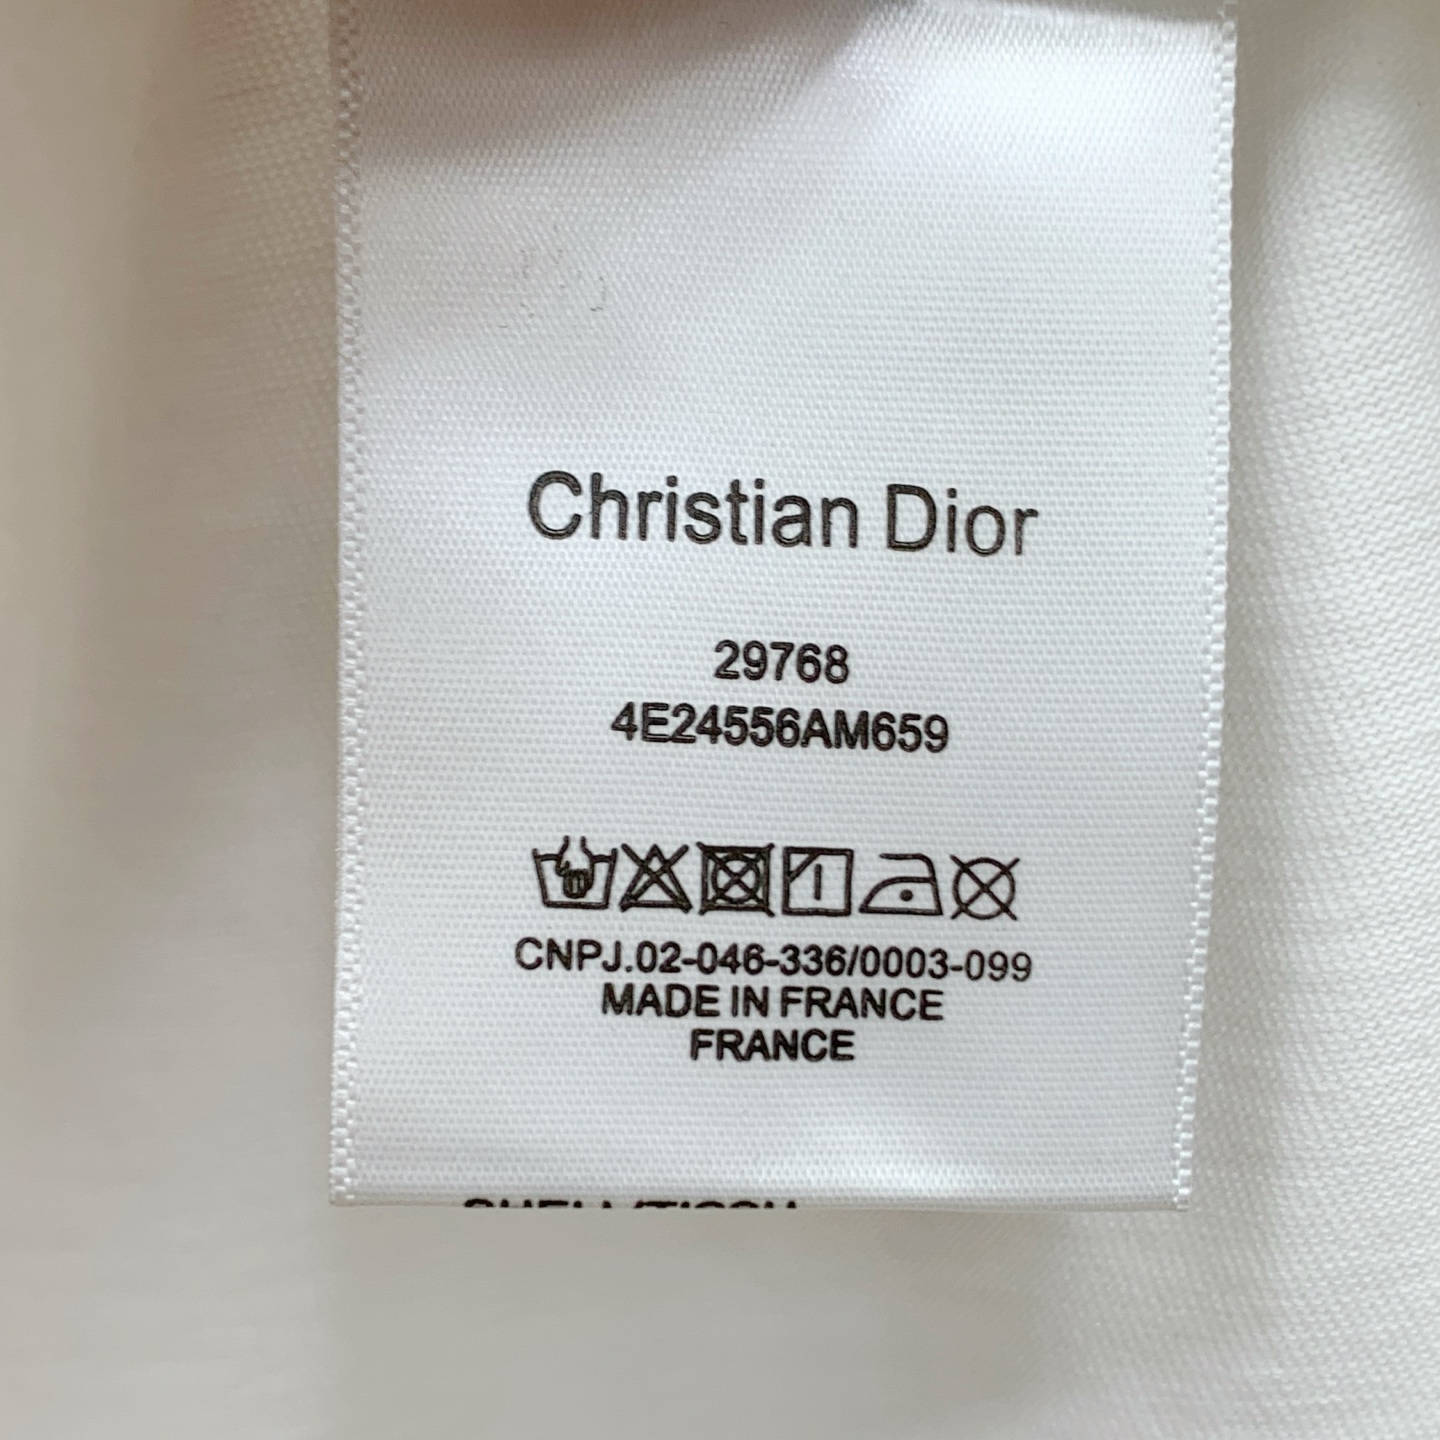 Christian Dior
29768
4E24556AM659
CNPJ.02-046-336/0003-099
MADE IN FRANCE
FRANCE